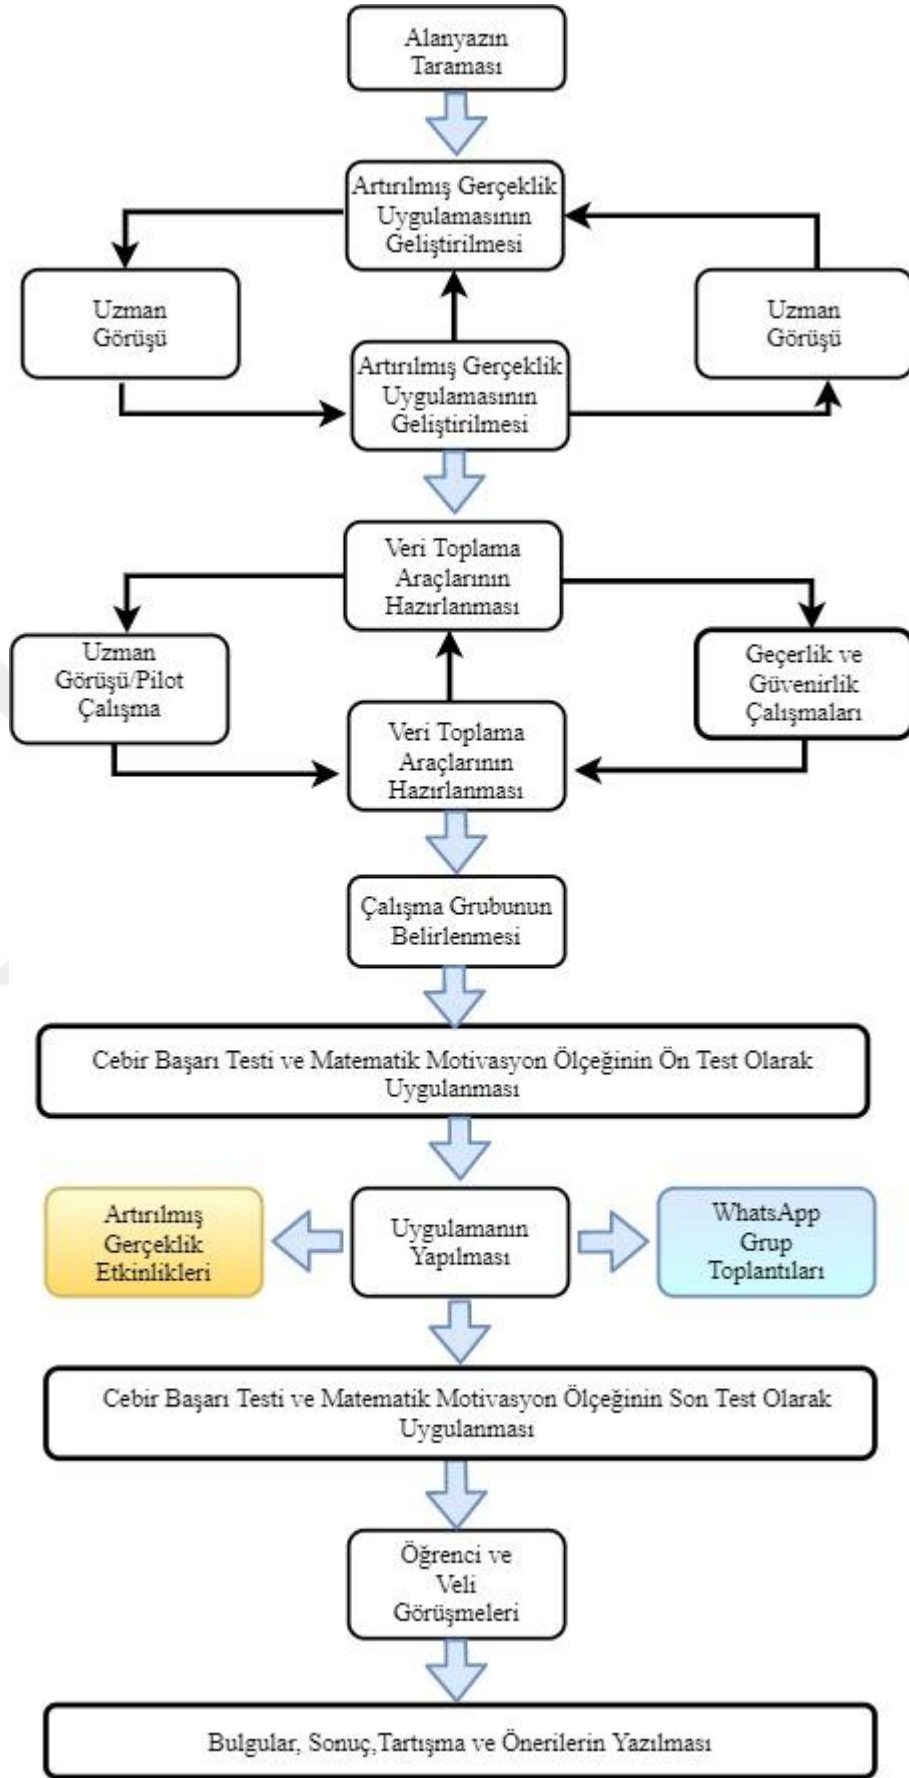 Alanyazın
Taraması
Artırılmış Gerçeklik
Uygulamasının
Geliştirilmesi
Uzman
Görüşü
Uzman
Görüşü
Artırılmış Gerçeklik
Uygulamasının
Geliştirilmesi
Veri Toplama
Araçlarının
Hazırlanması
Uzman
Görüşü/Pilot
Çalışma
Geçerlik ve
Güvenirlik
Çalışmaları
Veri Toplama
Araçlarının
Hazırlanması
Çalışma Grubunun
Belirlenmesi
Cebir Başarı Testi ve Matematik Motivasyon Ölçeğinin Ön Test Olarak
Uygulanması
Artırılmış
Gerçeklik
Etkinlikleri
Uygulamanın
Yapılması
WhatsApp
Grup
Toplantıları
Cebir Başarı Testi ve Matematik Motivasyon Ölçeğinin Son Test Olarak
Uygulanması
Öğrenci ve
Veli
Görüşmeleri
Bulgular, Sonuç,Tartışma ve Önerilerin Yazılması